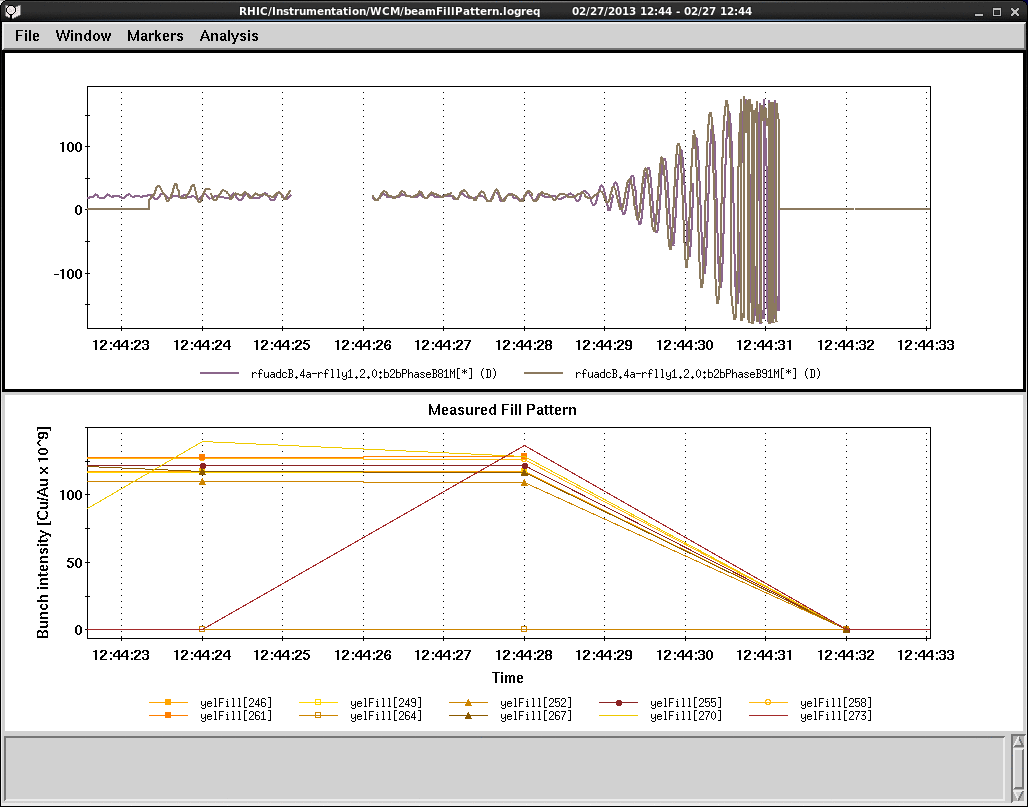 RHIC/Instrumentation/WCM/beamFillPattern.logreq 02/27/2013 12:44 - 02/27 12:44
File Window Markers Analysis
100
0
-100
12:44:23 12:44:24 12:44:25 12:44:26 12:44:27 12:44:28 12:44:29 12:44:30 12:44:31 12:44:32 12:44:33
rfuadcB.4a-rflly1.2.0:b2bPhaseB81M[*] (D) rfuadcB.4a-rflly1.2.0:b2bPhaseB91M[*] (D)
Measured Fill Pattern
Bunch intensity [Cu/Au x 10^9]
100
50
0
12:44:23 12:44:24 12:44:25 12:44:26 12:44:27 12:44:28 12:44:29 12:44:30 12:44:31 12:44:32 12:44:33
Time
yelFill[246] yelFill[249] yelFill[252] yelFill[255] yelFill[258]
yelFill[261] yelFill[264] yelFill[267] yelFill[270] yelFill[273]